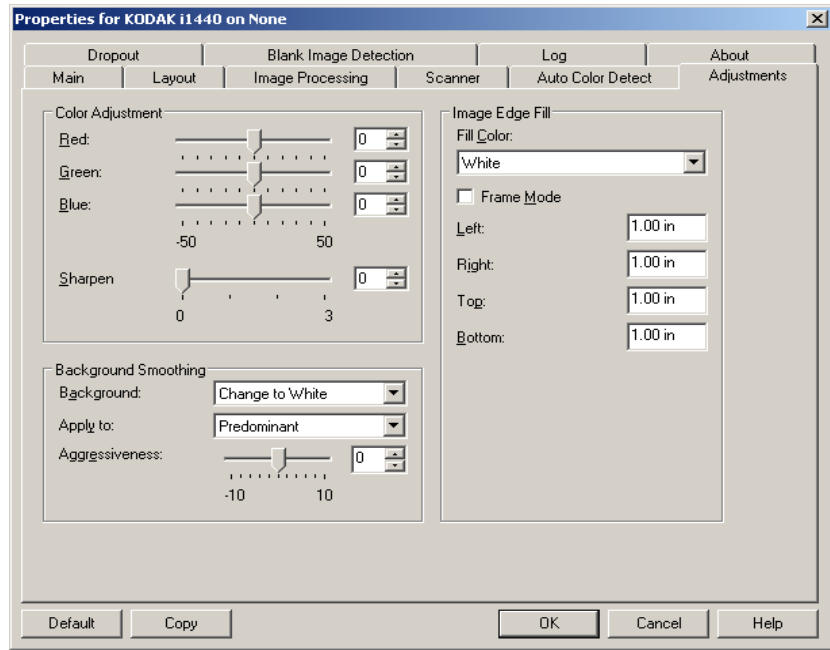 Properties for KODAK i1440 on None
Dropout
Blank Image Detection
Log
About
Main
Layout
Image Processing
Scanner
Auto Color Detect
Adjustments
Color Adjustment
Red:
0
Green:
0
Blue:
0
-50
50
Sharpen
0
0
3
Background Smoothing
Background:
Change to White
Apply to:
Predominant
Aggressiveness:
0
-10
10
Image Edge Fill
Fill Color:
White
Frame Mode
Left:
1.00 in
Right:
1.00 in
Top:
1.00 in
Bottom:
1.00 in
Default
Copy
OK
Cancel
Help